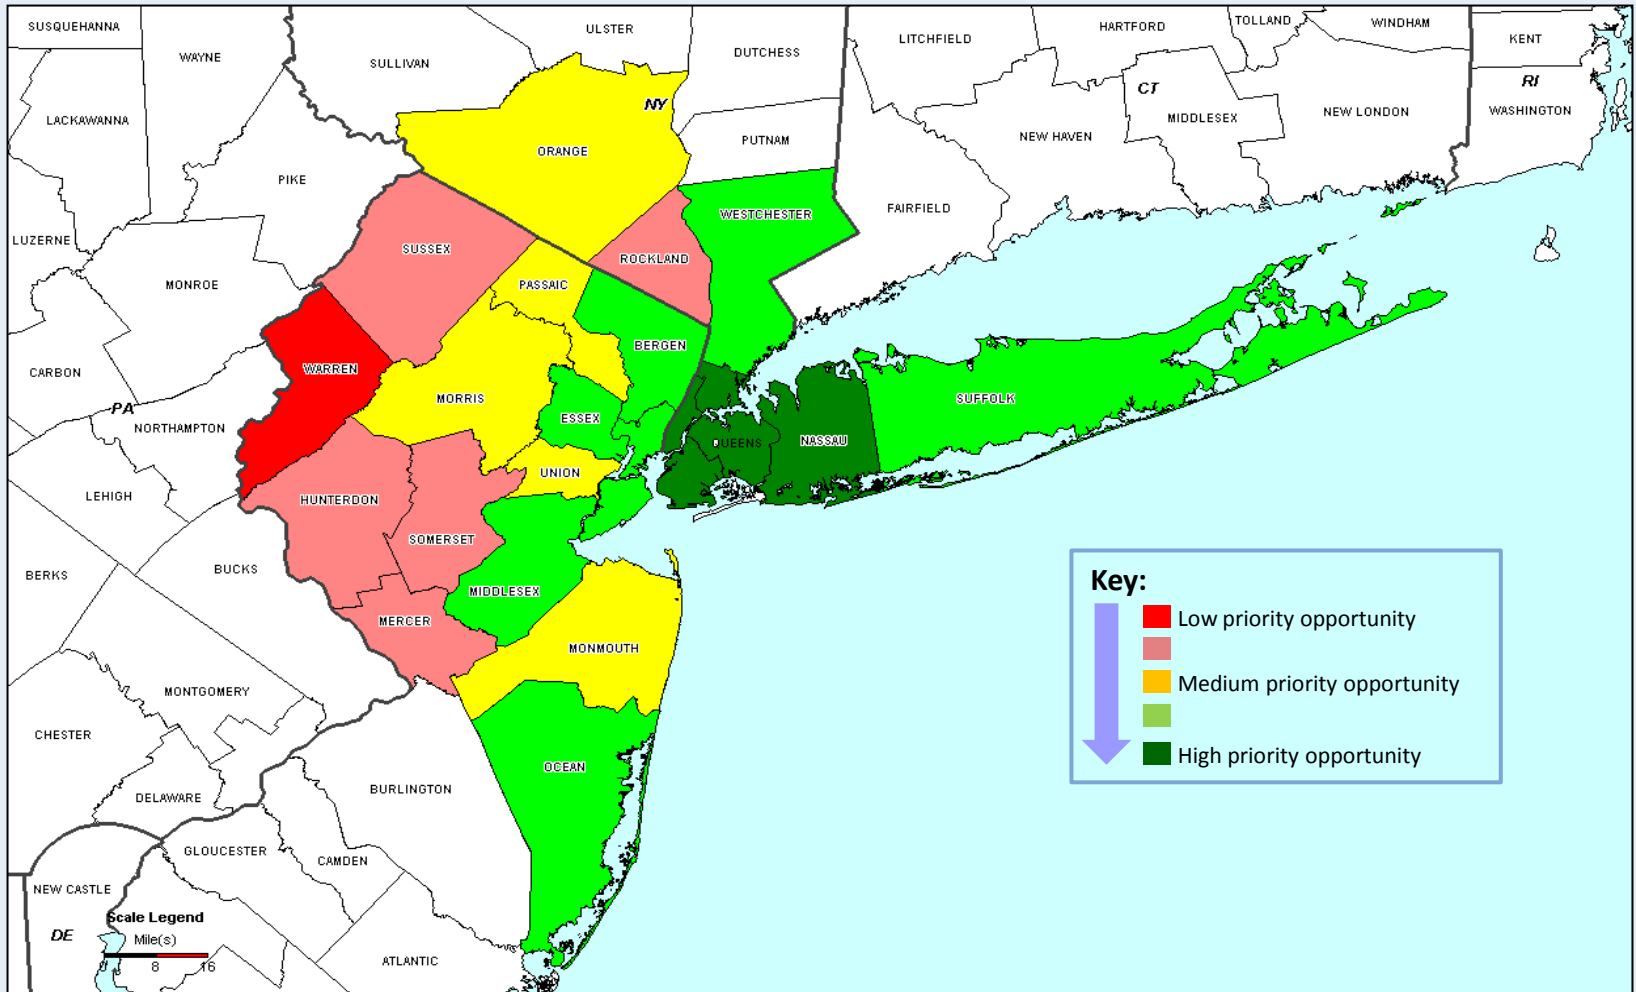 SUSQUEHANNA
WAYNE
SULLIVAN
ULSTER
DUTCHESS
LITCHFIELD
HARTFORD
TOLLAND
WINDHAM
KENT
RI
WASHINGTON
LACKAWANNA
NY
CT
MIDDLESEX
NEW LONDON
NEW HAVEN
PUTNAM
ORANGE
PIKE
FAIRFIELD
WESTCHESTER
LUZERNE
SUSSEX
ROCKLAND
MONROE
PASSAIC
BERGEN
CARBON
WARREN
MORRIS
SUFFOLK
PA
NORTHAMPTON
ESSEX
QUEENS
NASSAU
UNION
LEHIGH
HUNTERDON
SOMERSET
BERKS
BUCKS
MIDDLESEX
MERCER
MONMOUTH
Key:
Low priority opportunity
Medium priority opportunity
High priority opportunity
MONTGOMERY
CHESTER
OCEAN
DELAWARE
BURLINGTON
GLOUCESTER
CAMDEN
NEW CASTLE
Scale Legend
DE
Mile(s)
0 8 16
ATLANTIC